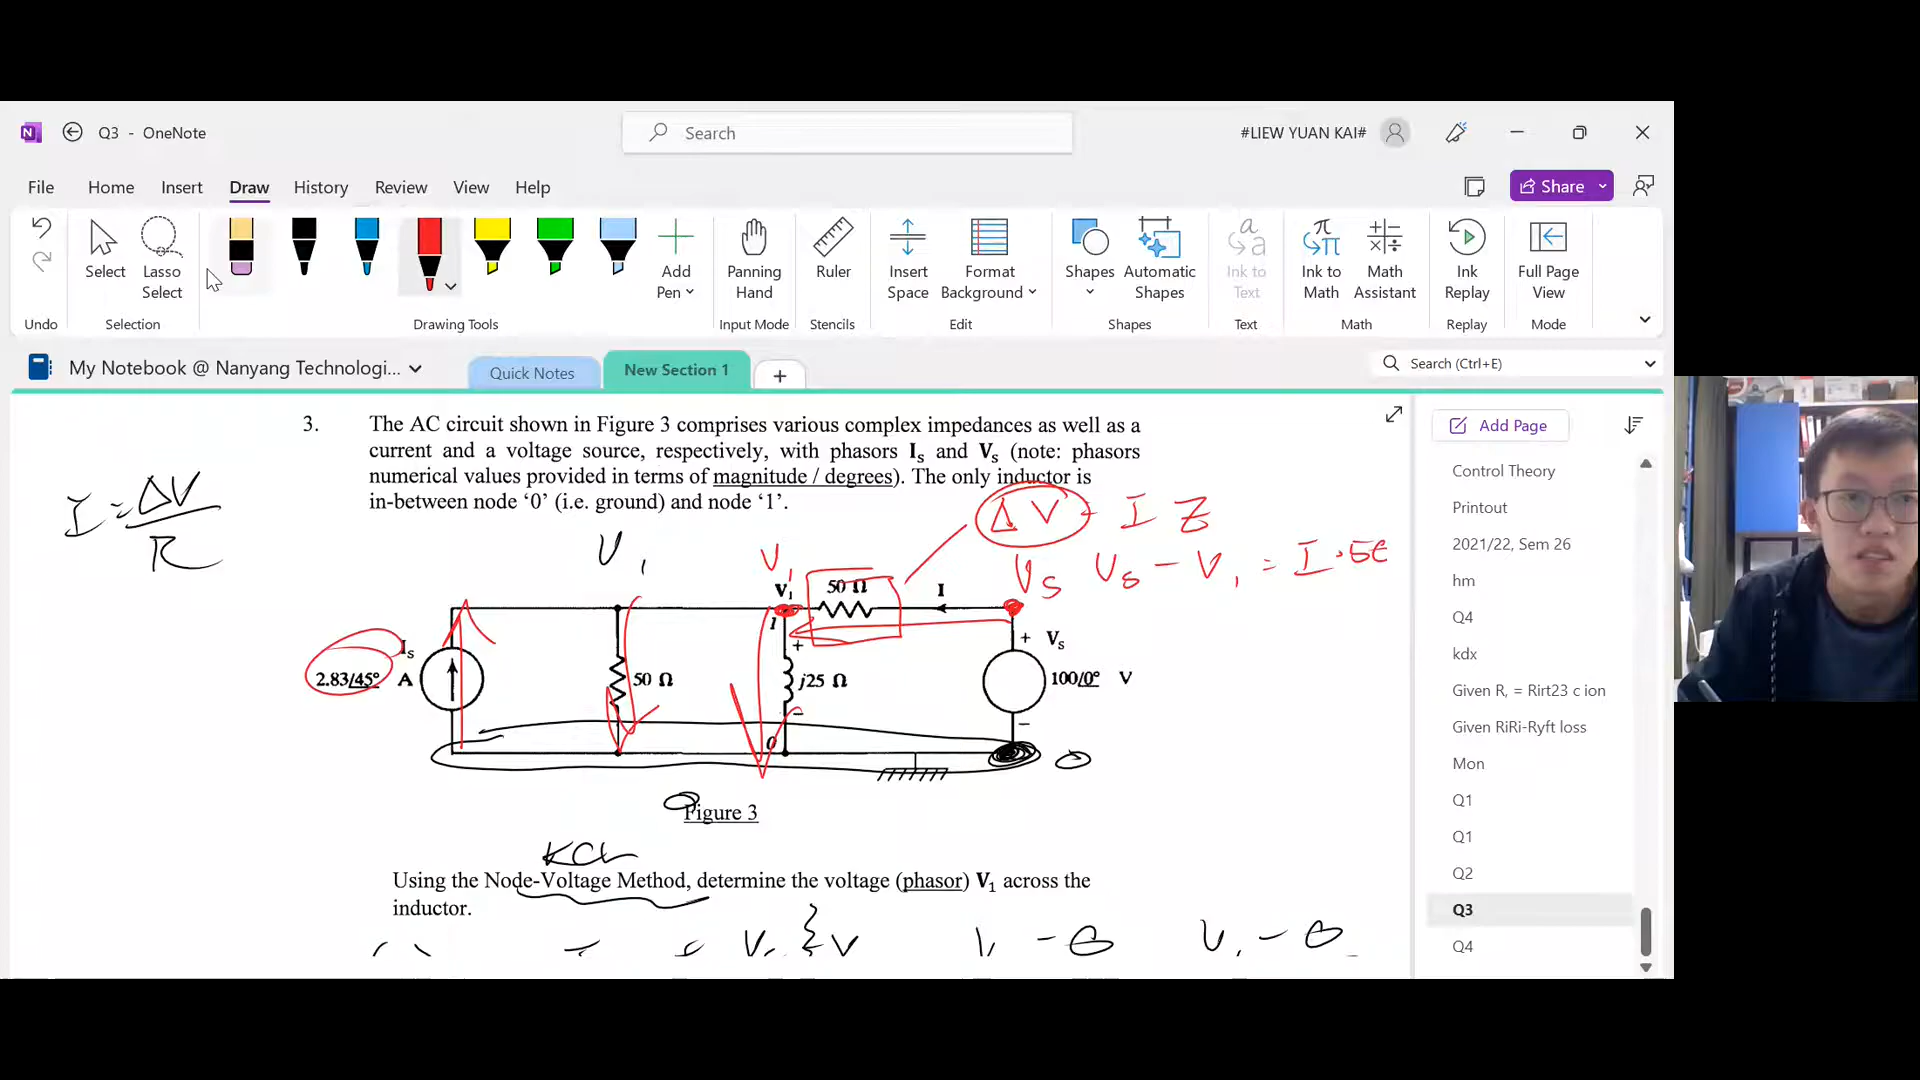 Q3 - OneNote
Search
#LIEW YUAN KAI#
File Home Insert Draw History Review View Help
Share
Select
Lasso Select
Add Pen
Panning Hand
Ruler
Insert Space
Format Background
Shapes
Automatic Shapes
Ink to Text
Ink to Math
Math Assistant
Ink Replay
Full Page View
Undo Selection Drawing Tools Input Mode Stencils Edit Shapes Text Math Replay Mode
My Notebook @ Nanyang Technologi...
Quick Notes
New Section 1
Search (Ctrl+E)
3. The AC circuit shown in Figure 3 comprises various complex impedances as well as a
current and a voltage source, respectively, with phasors Is and Vs (note: phasors
numerical values provided in terms of magnitude / degrees). The only inductor is
in-between node ‘0’ (i.e. ground) and node ‘1’.
I = ΔV / R
ΔV = I Z
Vs - V1 = I · 50
V1
V1
Vs
V1
50 Ω
I
1
+
+ Vs
Is
2.83/45° A
50 Ω
j25 Ω
100/0° V
-
-
0
0
Figure 3
KCL
Using the Node-Voltage Method, determine the voltage (phasor) V1 across the
inductor.
V1 - 0
Add Page
Control Theory
Printout
2021/22, Sem 26
hm
Q4
kdx
Given R, = Rirt23 c ion
Given RiRi-Ryft loss
Mon
Q1
Q1
Q2
Q3
Q4